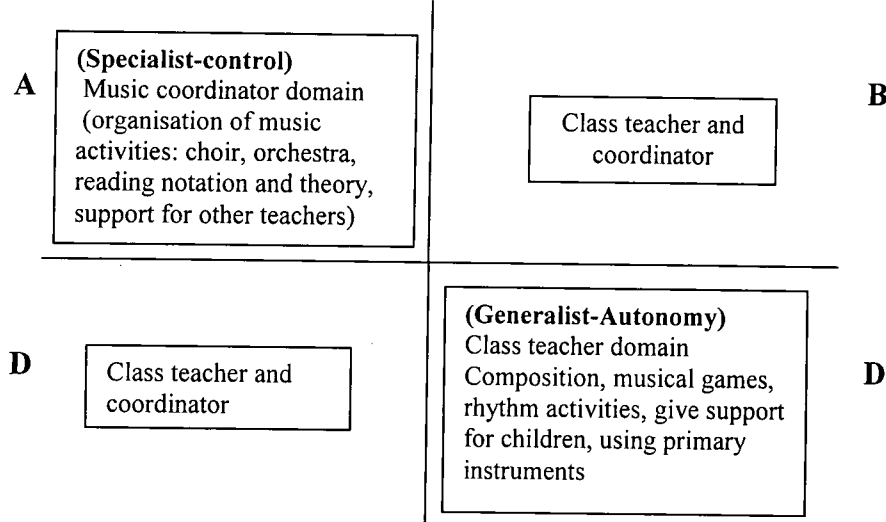 A
(Specialist-control)
Music coordinator domain
(organisation of music
activities: choir, orchestra,
reading notation and theory,
support for other teachers)
Class teacher and
coordinator
B
D
Class teacher and
coordinator
(Generalist-Autonomy)
Class teacher domain
Composition, musical games,
rhythm activities, give support
for children, using primary
instruments
D